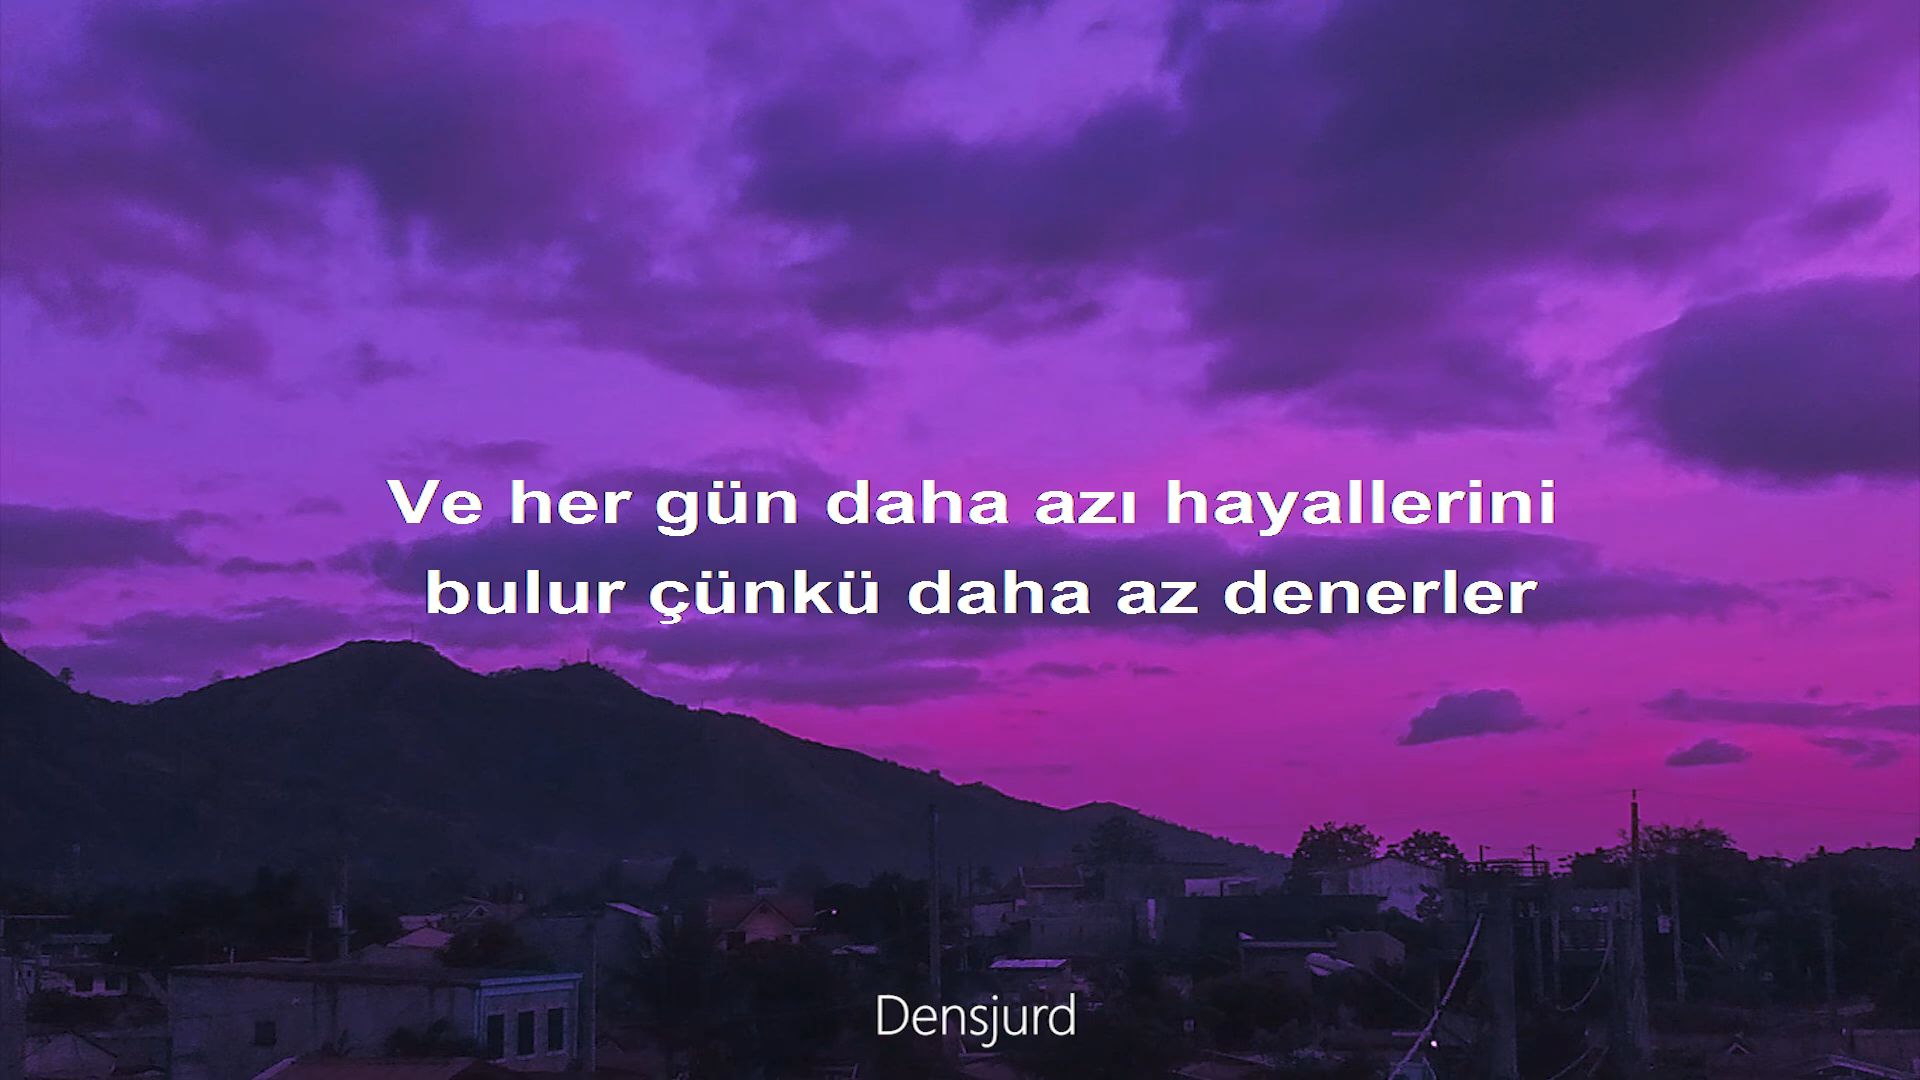 Ve her gün daha azı hayallerini
bulur çünkü daha az denerler
Densjurd